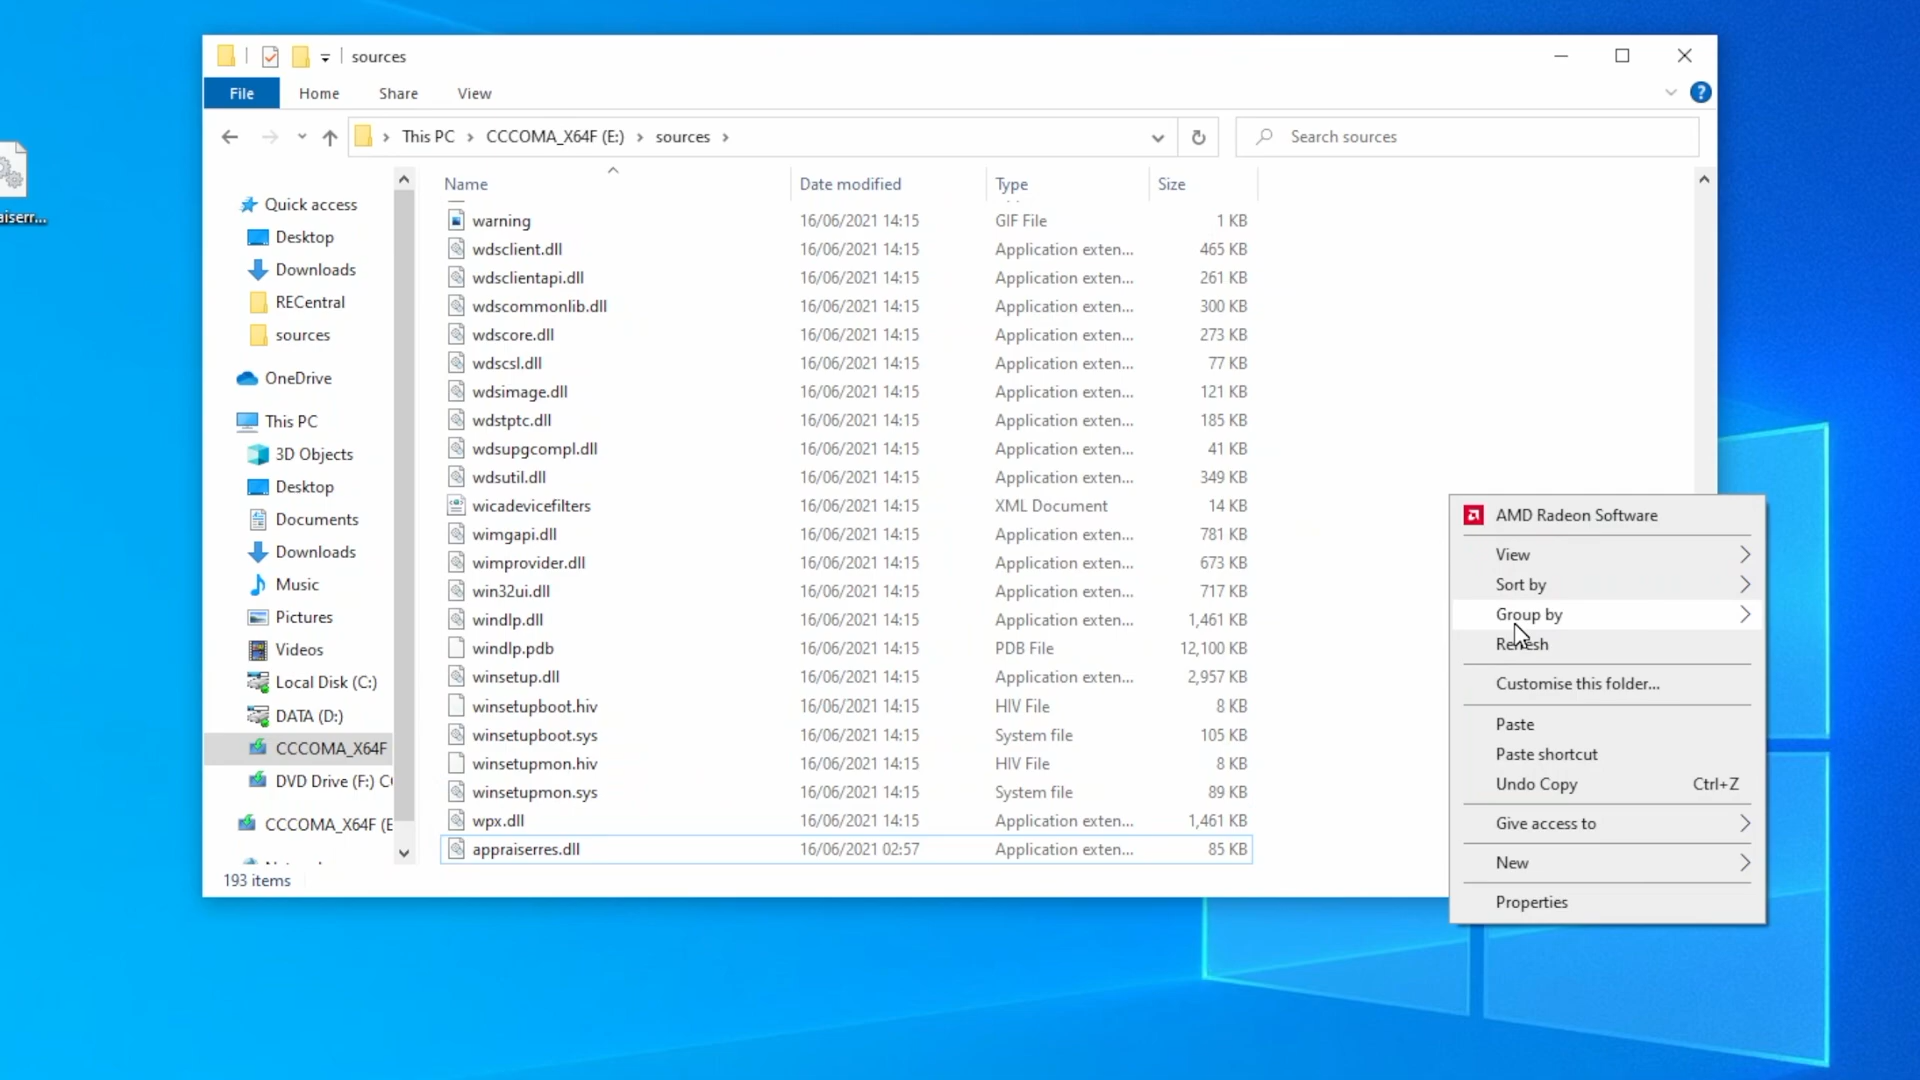 sources
File Home Share View
This PC CCCOMA_X64F (E:) sources
Search sources
aiserr...
Quick access
Desktop
Downloads
RECentral
sources
OneDrive
This PC
3D Objects
Desktop
Documents
Downloads
Music
Pictures
Videos
Local Disk (C:)
DATA (D:)
CCCOMA_X64F
DVD Drive (F:) C
CCCOMA_X64F (E
Name Date modified Type Size
warning 16/06/2021 14:15 GIF File 1 KB
wdsclient.dll 16/06/2021 14:15 Application exten... 465 KB
wdsclientapi.dll 16/06/2021 14:15 Application exten... 261 KB
wdscommonlib.dll 16/06/2021 14:15 Application exten... 300 KB
wdscore.dll 16/06/2021 14:15 Application exten... 273 KB
wdscsl.dll 16/06/2021 14:15 Application exten... 77 KB
wdsimage.dll 16/06/2021 14:15 Application exten... 121 KB
wdstptc.dll 16/06/2021 14:15 Application exten... 185 KB
wdsupgcompl.dll 16/06/2021 14:15 Application exten... 41 KB
wdsutil.dll 16/06/2021 14:15 Application exten... 349 KB
wicadevicefilters 16/06/2021 14:15 XML Document 14 KB
wimgapi.dll 16/06/2021 14:15 Application exten... 781 KB
wimprovider.dll 16/06/2021 14:15 Application exten... 673 KB
win32ui.dll 16/06/2021 14:15 Application exten... 717 KB
windlp.dll 16/06/2021 14:15 Application exten... 1,461 KB
windlp.pdb 16/06/2021 14:15 PDB File 12,100 KB
winsetup.dll 16/06/2021 14:15 Application exten... 2,957 KB
winsetupboot.hiv 16/06/2021 14:15 HIV File 8 KB
winsetupboot.sys 16/06/2021 14:15 System file 105 KB
winsetupmon.hiv 16/06/2021 14:15 HIV File 8 KB
winsetupmon.sys 16/06/2021 14:15 System file 89 KB
wpx.dll 16/06/2021 14:15 Application exten... 1,461 KB
appraiserres.dll 16/06/2021 02:57 Application exten... 85 KB
193 items
AMD Radeon Software
View
Sort by
Group by
Refresh
Customise this folder...
Paste
Paste shortcut
Undo Copy Ctrl+Z
Give access to
New
Properties